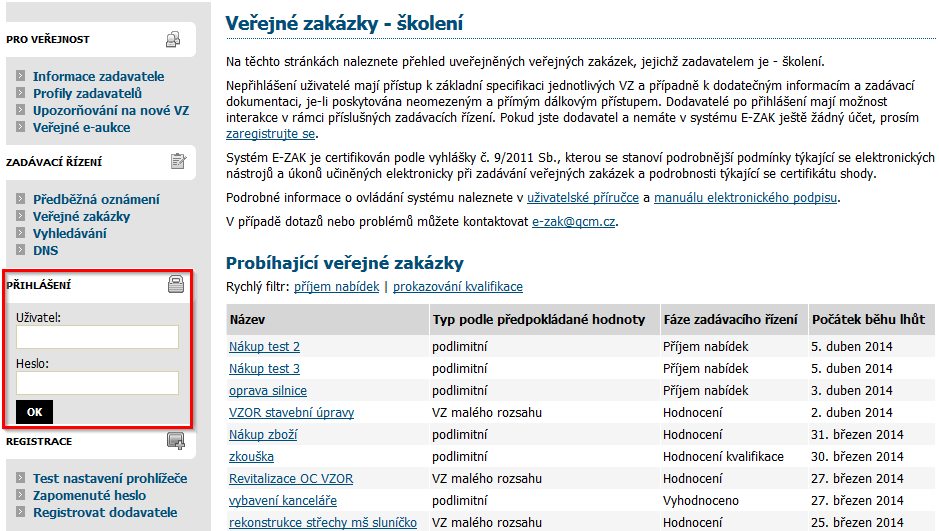 PRO VEŘEJNOST
Informace zadavatele
Profily zadavatelů
Upozorňování na nové VZ
Veřejné e-aukce
ZADÁVACÍ ŘÍZENÍ
Předběžná oznámení
Veřejné zakázky
Vyhledávání
DNS
PŘIHLÁŠENÍ
Uživatel:
Heslo:
OK
REGISTRACE
Test nastavení prohlížeče
Zapomenuté heslo
Registrovat dodavatele
Veřejné zakázky - školení
Na těchto stránkách naleznete přehled uveřejněných veřejných zakázek, jejichž zadavatelem je - školení.
Nepřihlášení uživatelé mají přístup k základní specifikaci jednotlivých VZ a případně k dodatečným informacím a zadávací
dokumentaci, je-li poskytována neomezeným a přímým dálkovým přístupem. Dodavatelé po přihlášení mají možnost
interakce v rámci příslušných zadávacích řízení. Pokud jste dodavatel a nemáte v systému E-ZAK ještě žádný účet, prosím
zaregistrujte se.
Systém E-ZAK je certifikován podle vyhlášky č. 9/2011 Sb., kterou se stanoví podrobnější podmínky týkající se elektronických
nástrojů a úkonů učiněných elektronicky při zadávání veřejných zakázek a podrobnosti týkající se certifikátu shody.
Podrobné informace o ovládání systému naleznete v uživatelské příručce a manuálu elektronického podpisu.
V případě dotazů nebo problémů můžete kontaktovat e-zak@qcm.cz.
Probíhající veřejné zakázky
Rychlý filtr: příjem nabídek | prokazování kvalifikace
Název Typ podle předpokládané hodnoty Fáze zadávacího řízení Počátek běhu lhůt
Nákup test 2 podlimitní Příjem nabídek 5. duben 2014
Nákup test 3 podlimitní Příjem nabídek 5. duben 2014
oprava silnice podlimitní Příjem nabídek 3. duben 2014
VZOR stavební úpravy VZ malého rozsahu Hodnocení 2. duben 2014
Nákup zboží podlimitní Hodnocení 31. březen 2014
zkouška podlimitní Hodnocení kvalifikace 30. březen 2014
Revitalizace OC VZOR VZ malého rozsahu Hodnocení 27. březen 2014
vybavení kanceláře podlimitní Vyhodnoceno 27. březen 2014
rekonstrukce střechy mš sluníčko VZ malého rozsahu Hodnocení 25. březen 2014